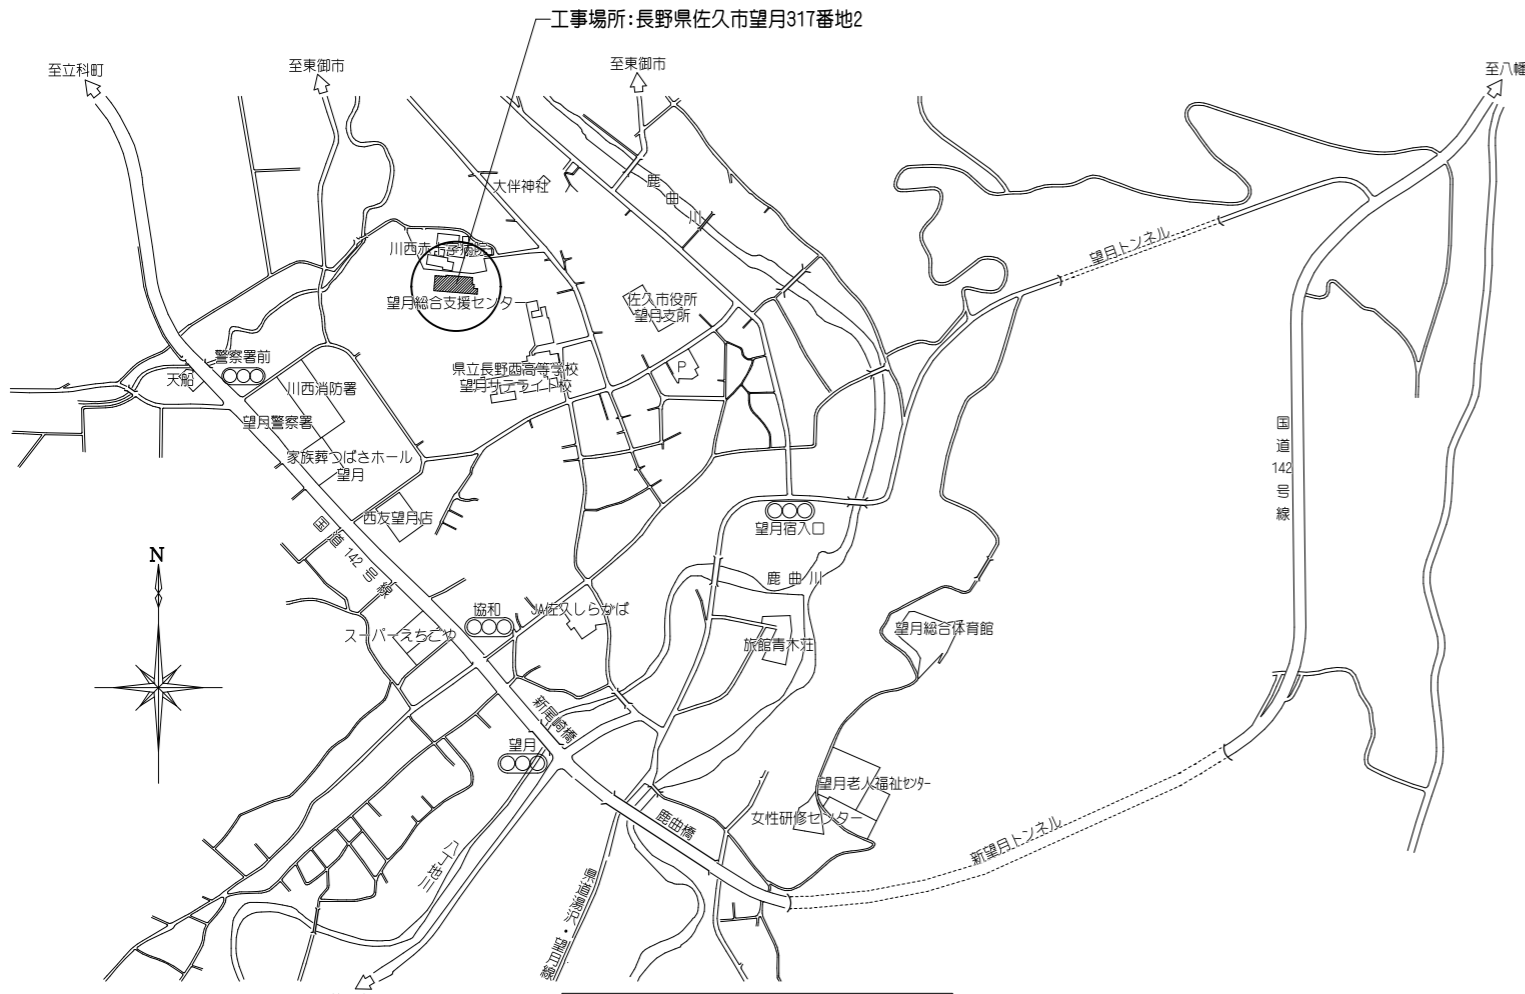 工事場所:長野県佐久市望月317番地2
至立科町
至東御市
至東御市
至八幡
大伴神社
鹿曲川
川西赤十字病院
望月総合支援センター
佐久市役所
望月支所
望月トンネル
警察署前
天船
川西消防署
望月警察署
県立長野西高等学校
望月サテライト校
P
家族葬つばさホール
望月
西友望月店
国道142号線
国道142号線
望月宿入口
N
鹿曲川
協和
JA佐久しらかば
スーパーえちごや
旅館青木荘
望月総合体育館
新尾崎橋
望月
望月老人福祉センター
女性研修センター
鹿曲橋
新望月トンネル
八丁地川
県道湯沢・望月線